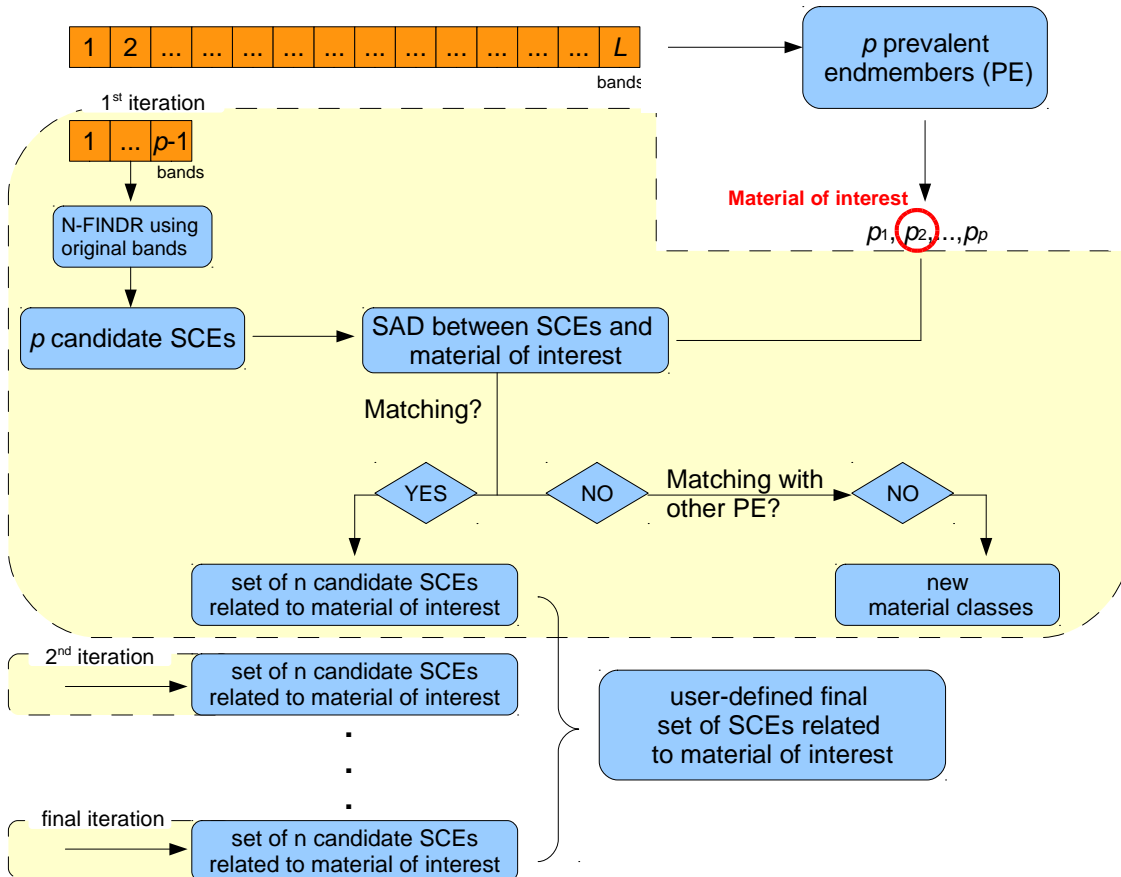 1 2 ... ... ... ... ... ... ... ... ... ... ... L
bands
p prevalent
endmembers (PE)
1st iteration
1 ... p-1
bands
Material of interest
p1, p2,...,pp
N-FINDR using
original bands
p candidate SCEs
SAD between SCEs and
material of interest
Matching?
YES
NO
Matching with
other PE?
NO
set of n candidate SCEs
related to material of interest
new
material classes
2nd iteration
set of n candidate SCEs
related to material of interest
.
.
.
user-defined final
set of SCEs related
to material of interest
final iteration
set of n candidate SCEs
related to material of interest